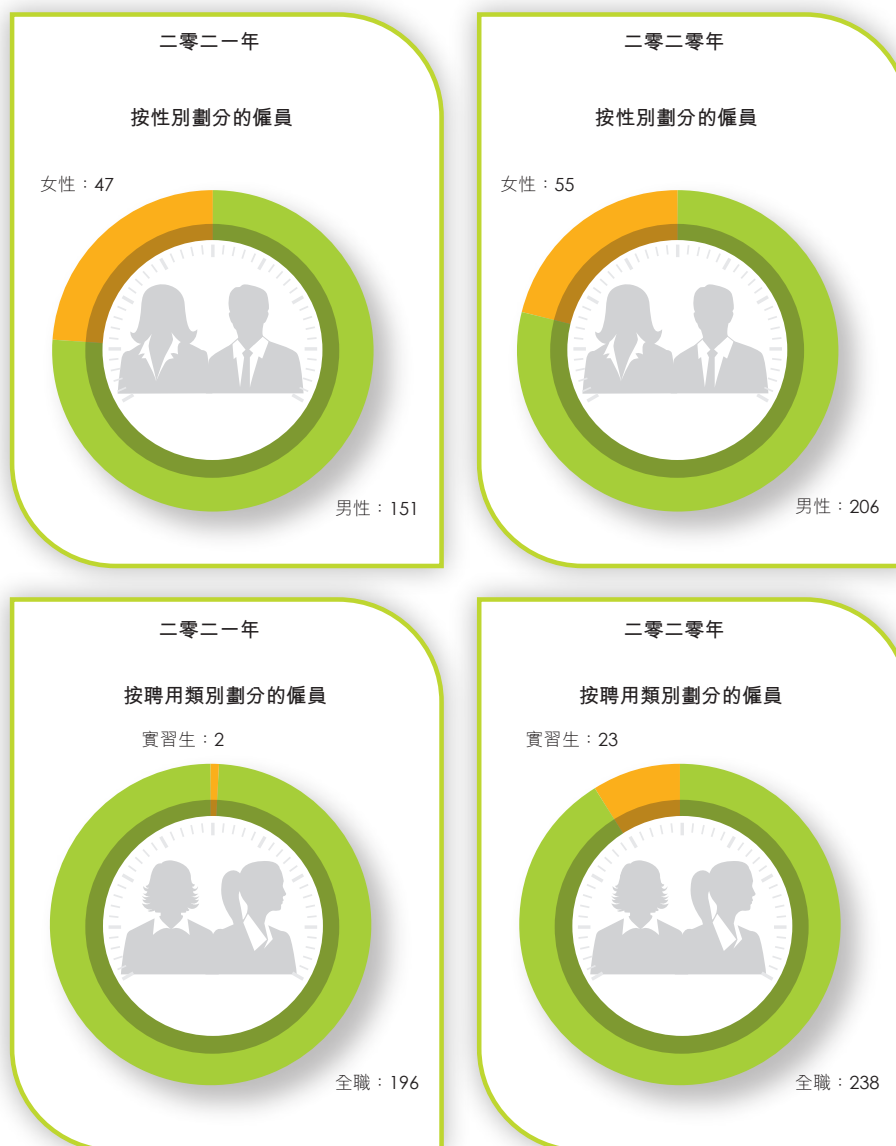 二零二一年
按性別劃分的僱員
女性：47
男性：151
二零二零年
按性別劃分的僱員
女性：55
男性：206
二零二一年
按聘用類別劃分的僱員
實習生：2
全職：196
二零二零年
按聘用類別劃分的僱員
實習生：23
全職：238